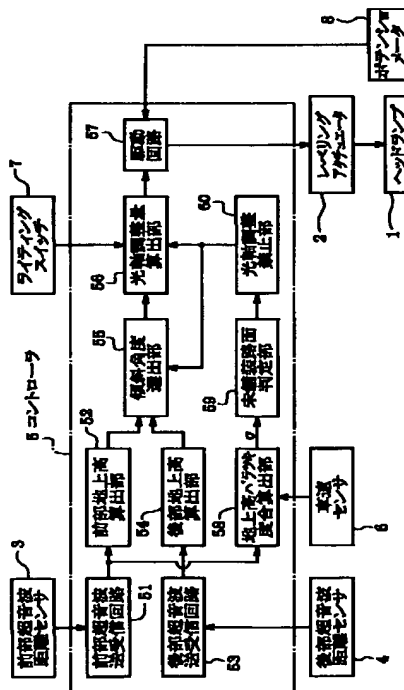 3
前部超音波
距離センサ
7
ライティング
スイッチ
5 コントローラ
51
前部超音波
送受信回路
52
前部地上高
算出部
53
後部超音波
送受信回路
54
後部地上高
算出部
55
傾斜角度
選出部
56
光軸調整量
算出部
57
駆動
回路
58
地上高バラツキ
度合算出部
σ
59
未舗装路面
判定部
60
光軸調整
禁止部
4
後部超音波
距離センサ
6
車速
センサ
2
レベリング
アクチュエータ
1
ヘッドランプ
8
ポテンショ
メータ